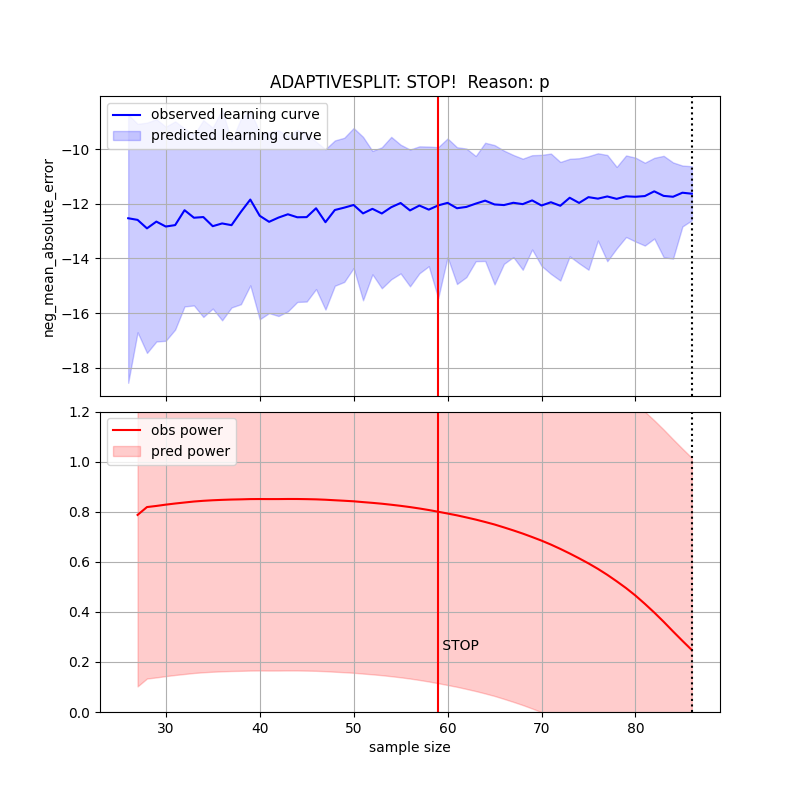 ADAPTIVESPLIT: STOP!  Reason: p
observed learning curve
predicted learning curve
neg_mean_absolute_error
−10
−12
−14
−16
−18
obs power
pred power
1.2
1.0
0.8
0.6
0.4
0.2
0.0
STOP
30 40 50 60 70 80
sample size